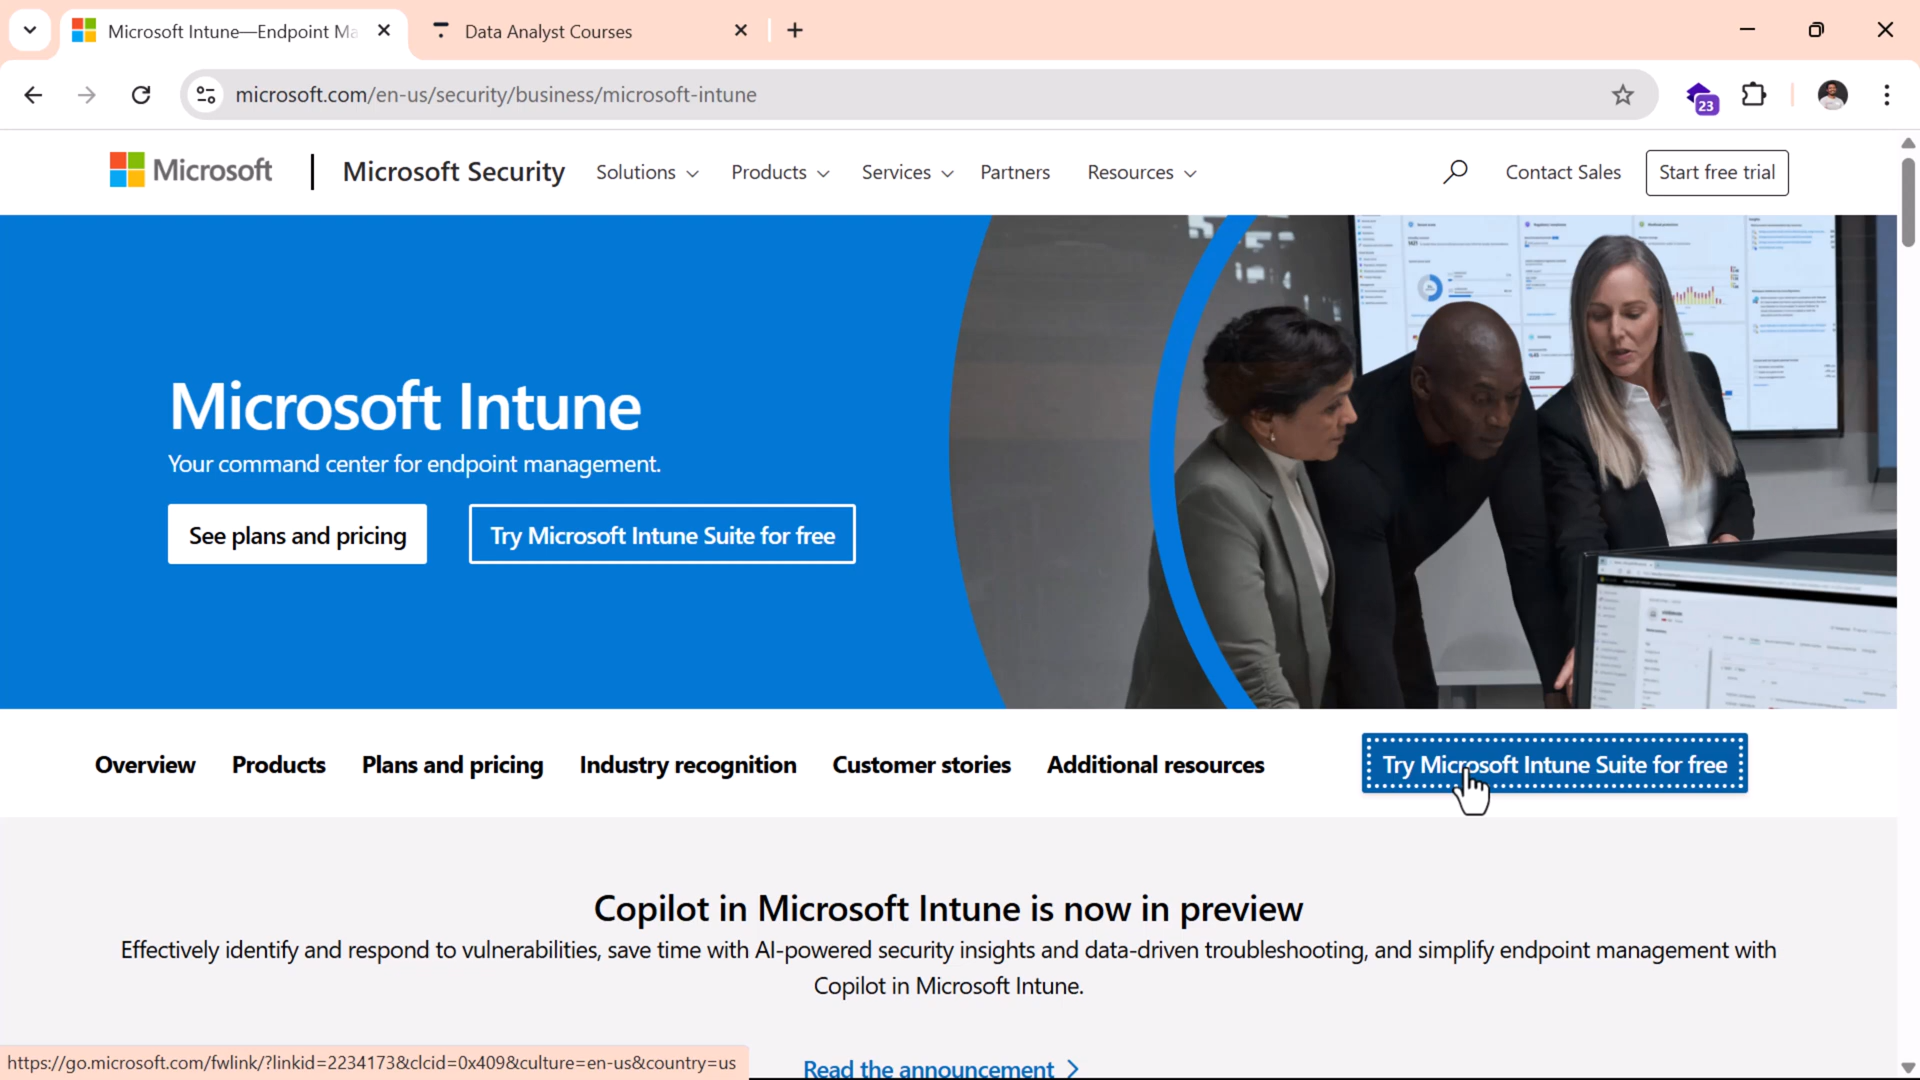 Microsoft Intune—Endpoint Ma
Data Analyst Courses
microsoft.com/en-us/security/business/microsoft-intune
23
Microsoft
Microsoft Security
Solutions
Products
Services
Partners
Resources
Contact Sales
Start free trial
Microsoft Intune
Your command center for endpoint management.
See plans and pricing
Try Microsoft Intune Suite for free
Overview
Products
Plans and pricing
Industry recognition
Customer stories
Additional resources
Try Microsoft Intune Suite for free
Copilot in Microsoft Intune is now in preview
Effectively identify and respond to vulnerabilities, save time with AI-powered security insights and data-driven troubleshooting, and simplify endpoint management with
Copilot in Microsoft Intune.
Read the announcement
https://go.microsoft.com/fwlink/?linkid=2234173&clcid=0x409&culture=en-us&country=us